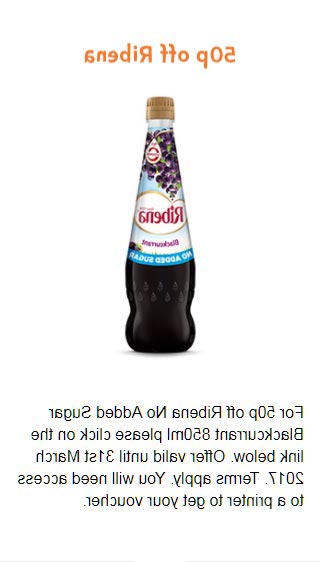 50p off Ribena
Ribena
Blackcurrant
NO ADDED SUGAR
For 50p off Ribena No Added Sugar
Blackcurrant 850ml please click on the
link below. Offer valid until 31st March
2017. Terms apply. You will need access
to a printer to get your voucher.